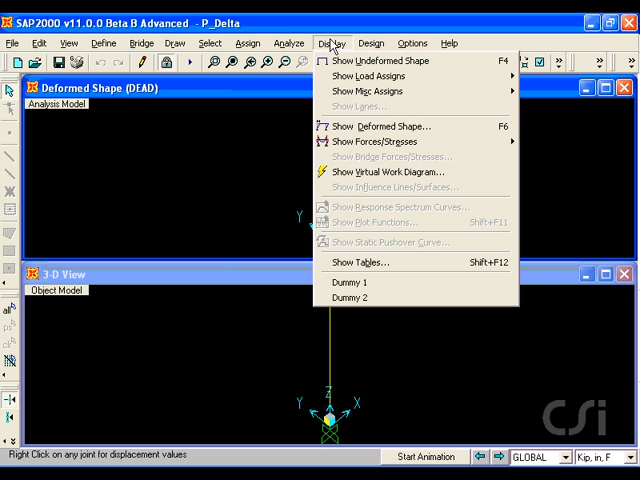 SAP2000 v11.0.0 Beta B Advanced - P_Delta
File Edit View Define Bridge Draw Select Assign Analyze Display Design Options Help
Deformed Shape (DEAD)
Analysis Model
Show Undeformed Shape F4
Show Load Assigns
Show Misc Assigns
Show Lanes...
Show Deformed Shape... F6
Show Forces/Stresses
Show Bridge Forces/Stresses...
Show Virtual Work Diagram...
Show Influence Lines/Surfaces...
Show Response Spectrum Curves...
Show Plot Functions... Shift+F11
Show Static Pushover Curve...
Show Tables... Shift+F12
Dummy 1
Dummy 2
Y
3-D View
Object Model
all
ps
clr
Z
Y X
CSi
Right Click on any joint for displacement values
Start Animation
GLOBAL
Kip, in, F